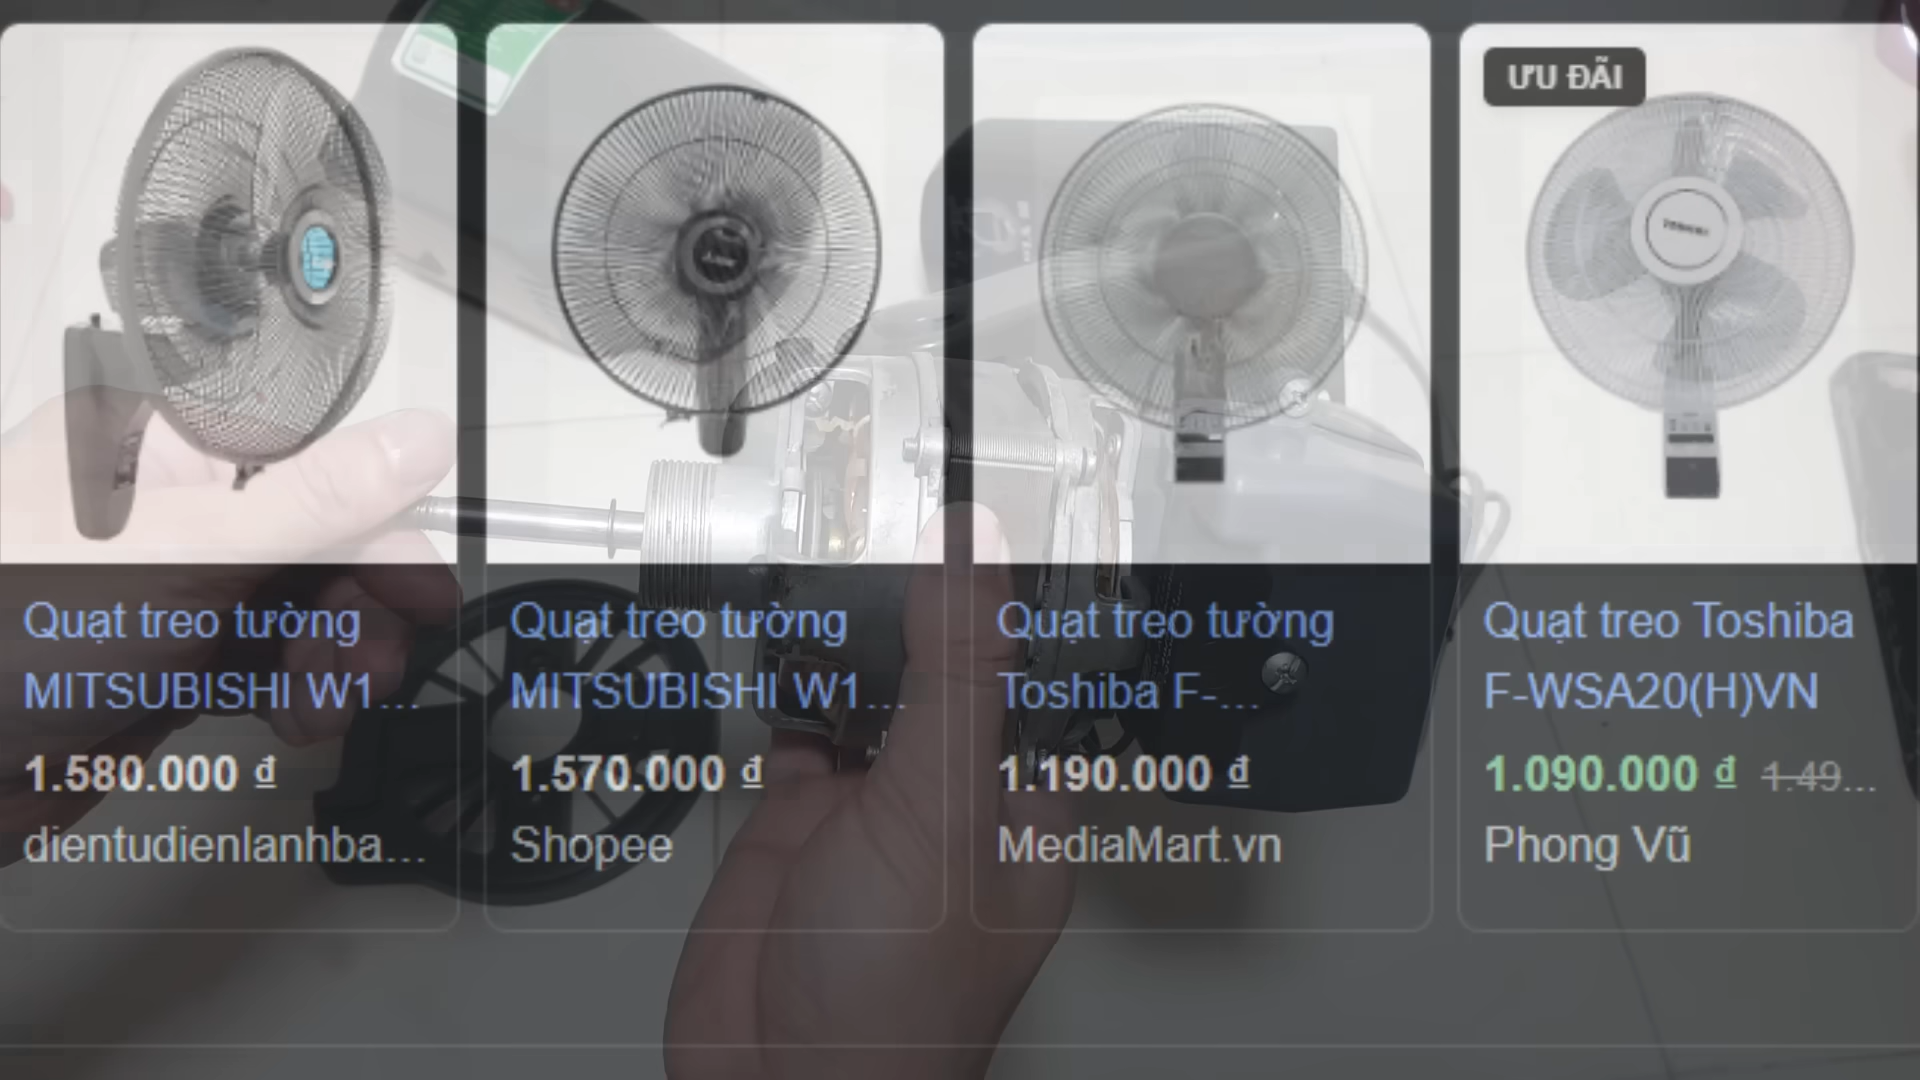 ƯU ĐÃI
TOSHIBA
Quạt treo tường
MITSUBISHI W1...
1.580.000 ₫
dientudienlanhba...
Quạt treo tường
MITSUBISHI W1...
1.570.000 ₫
Shopee
Quạt treo tường
Toshiba F-...
1.190.000 ₫
MediaMart.vn
Quạt treo Toshiba
F-WSA20(H)VN
1.090.000 ₫ 1.49...
Phong Vũ